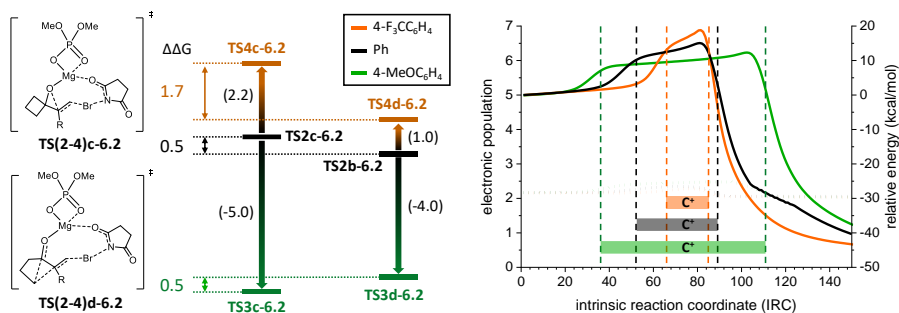 ‡
MeO OMe
P
O O
Mg
O
O
N
Br
O
R
TS(2-4)c-6.2
‡
MeO OMe
P
O O
Mg
O
O
N
Br
O
R
TS(2-4)d-6.2
ΔΔG
TS4c-6.2
1.7
(2.2)
TS4d-6.2
0.5
TS2c-6.2
(1.0)
TS2b-6.2
(-5.0)
(-4.0)
0.5
TS3c-6.2
TS3d-6.2
4-F₃CC₆H₄
Ph
4-MeOC₆H₄
electronic population
7
6
5
4
3
2
1
0
C⁺
C⁺
C⁺
20
10
0
-10
-20
-30
-40
-50
relative energy (kcal/mol)
0 20 40 60 80 100 120 140
intrinsic reaction coordinate (IRC)